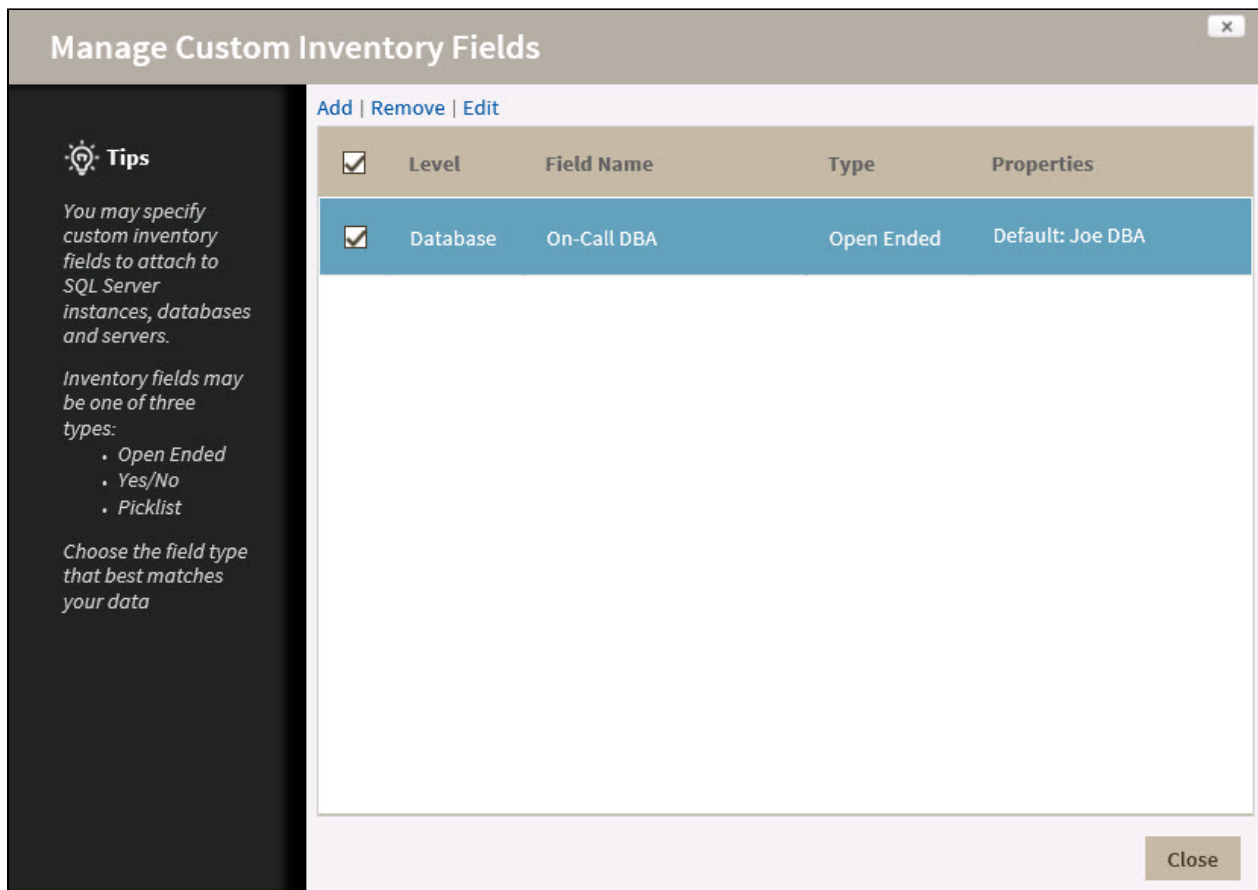 Manage Custom Inventory Fields
x
Tips
You may specify
custom inventory
fields to attach to
SQL Server
instances, databases
and servers.
Inventory fields may
be one of three
types:
• Open Ended
• Yes/No
• Picklist
Choose the field type
that best matches
your data
Add | Remove | Edit
Level Field Name Type Properties
Database On-Call DBA Open Ended Default: Joe DBA
Close